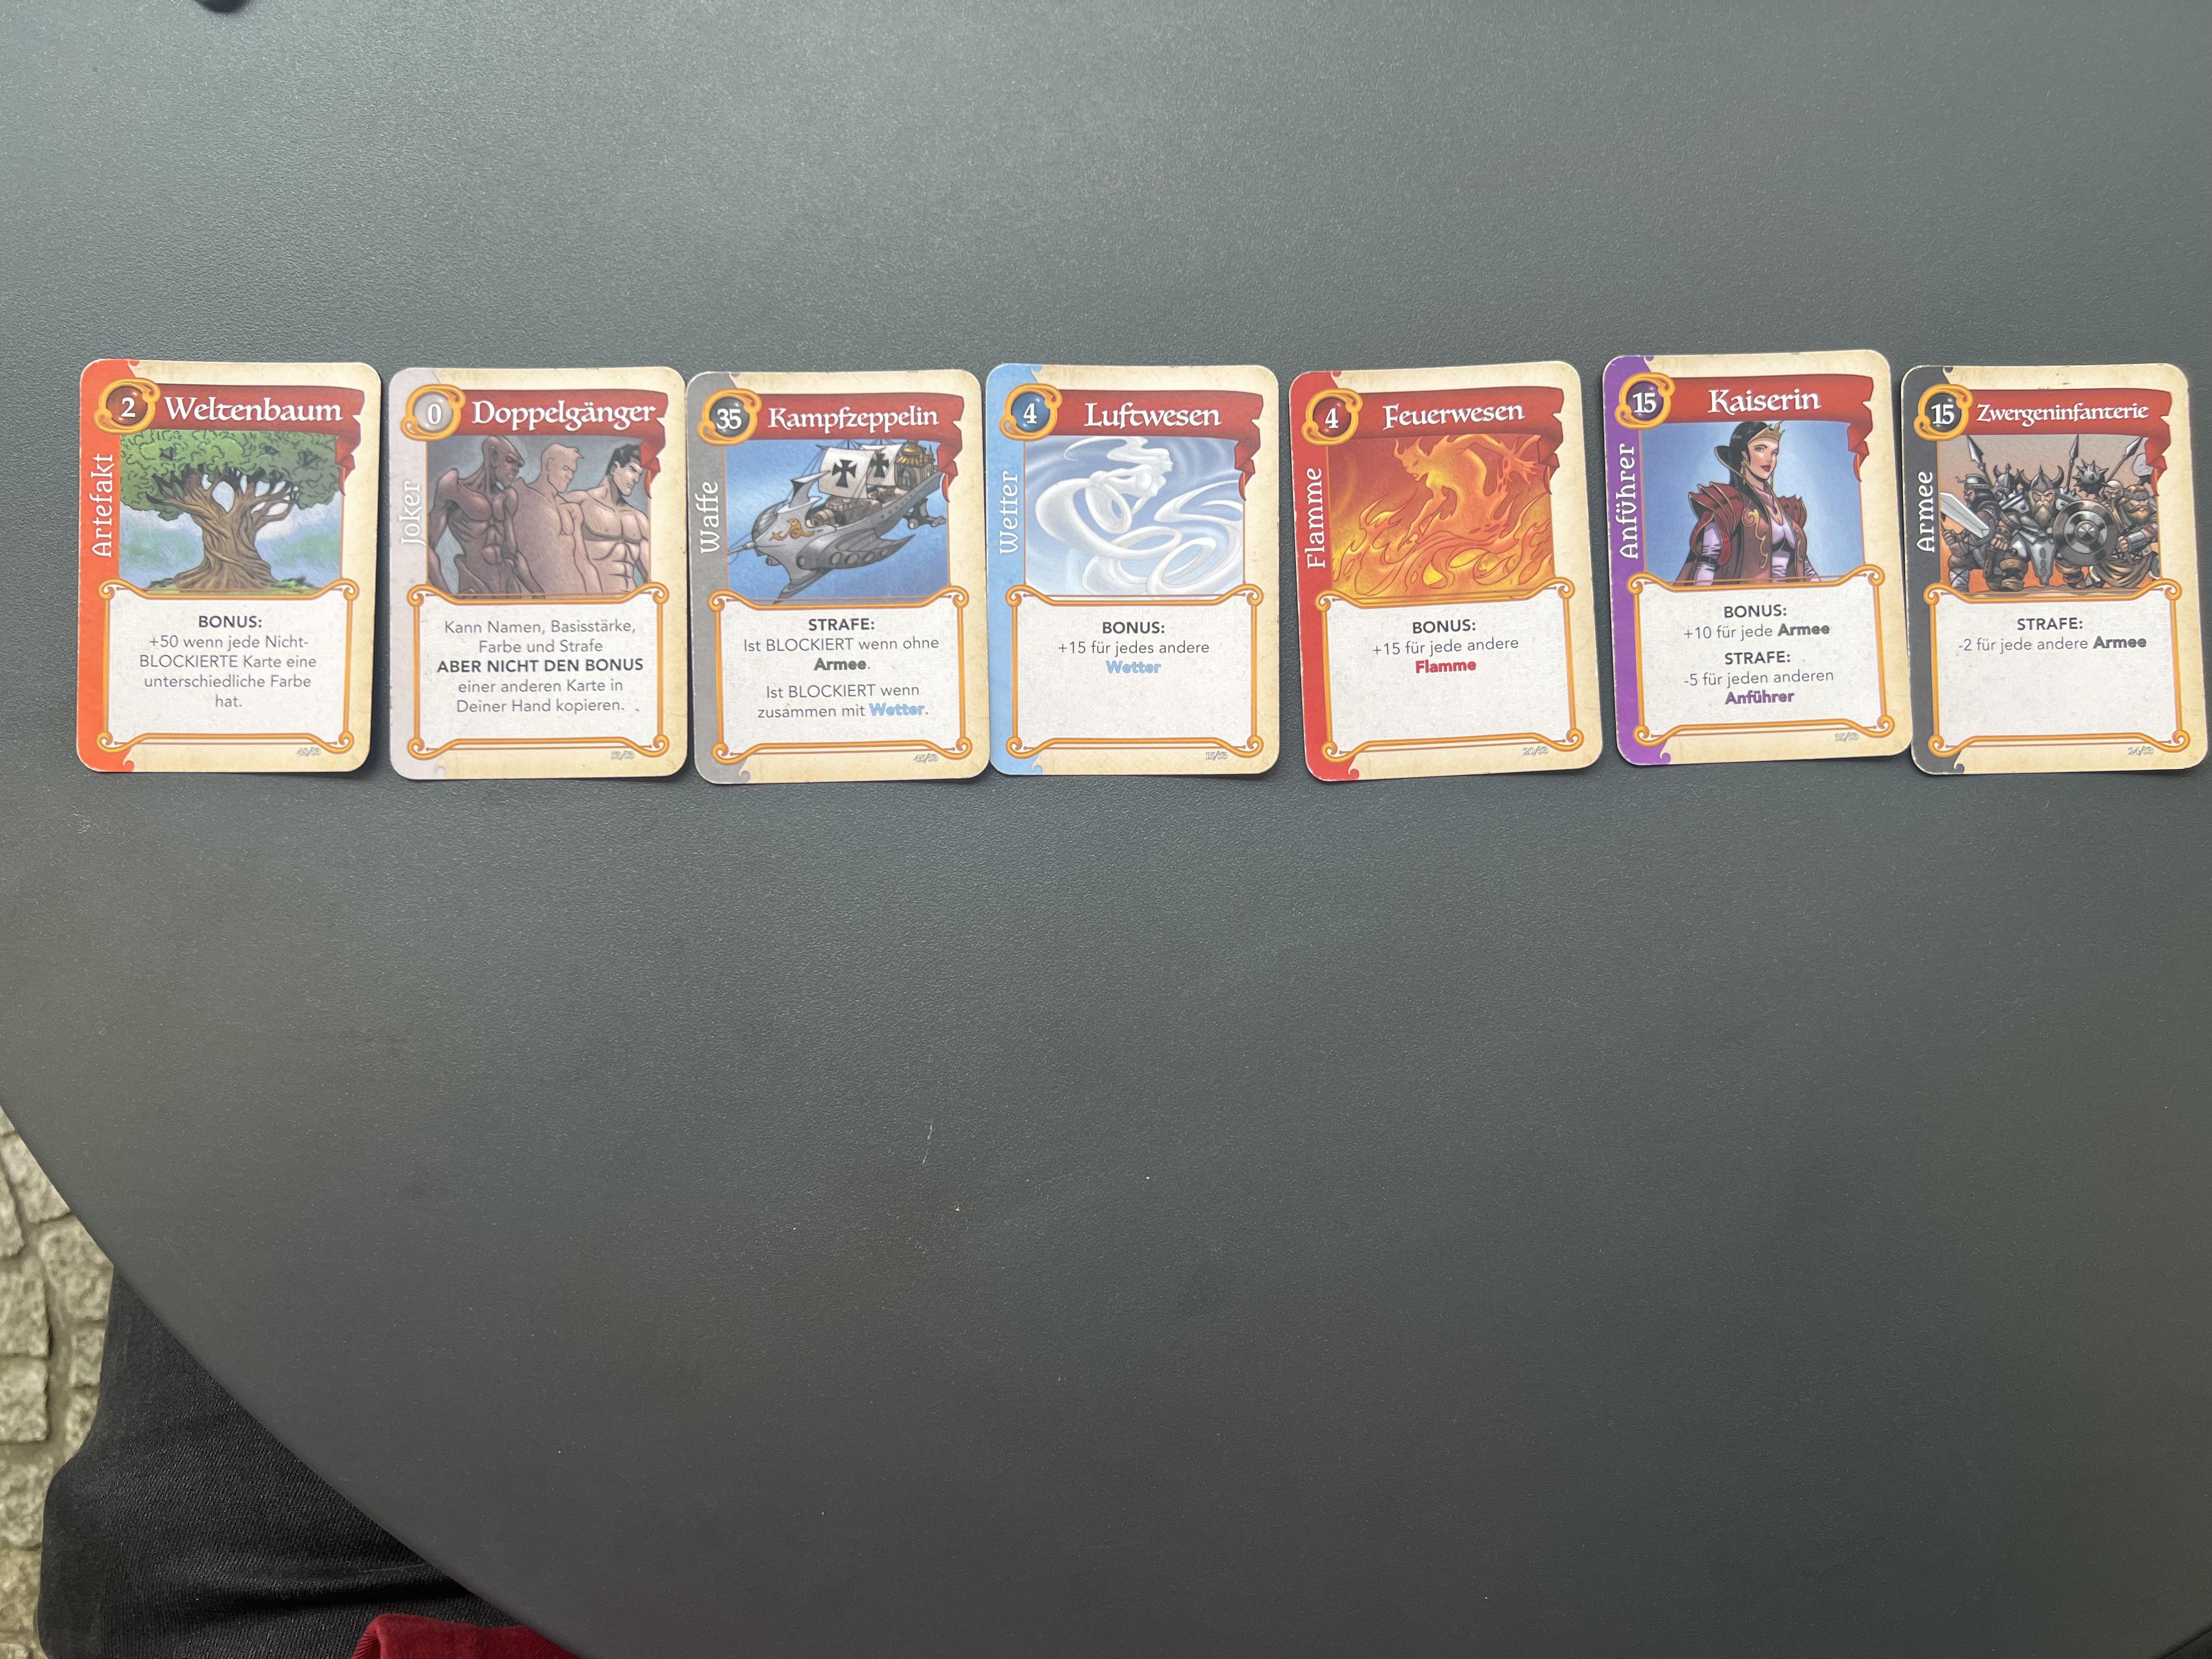 2 Weltenbaum
Artefakt
BONUS:
+50 wenn jede Nicht-
BLOCKIERTE Karte eine
unterschiedliche Farbe
hat.
0 Doppelgänger
Joker
Kann Namen, Basisstärke,
Farbe und Strafe
ABER NICHT DEN BONUS
einer anderen Karte in
Deiner Hand kopieren.
35 Kampfzeppelin
Waffe
STRAFE:
Ist BLOCKIERT wenn ohne
Armee.
Ist BLOCKIERT wenn
zusammen mit Wetter.
4 Luftwesen
Wetter
BONUS:
+15 für jedes andere
Wetter
4 Feuerwesen
Flamme
BONUS:
+15 für jede andere
Flamme
15 Kaiserin
Anführer
BONUS:
+10 für jede Armee
STRAFE:
-5 für jeden anderen
Anführer
15 Zwergeninfanterie
Armee
STRAFE:
-2 für jede andere Armee
24/53